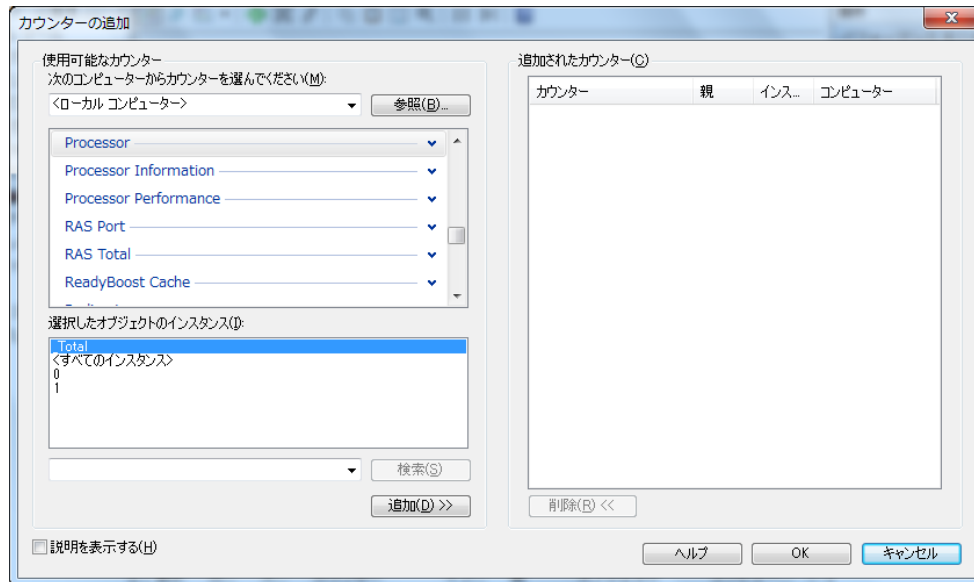 カウンターの追加
使用可能なカウンター
次のコンピューターからカウンターを選んでください(M):
<ローカル コンピューター>
参照(B)...
Processor
Processor Information
Processor Performance
RAS Port
RAS Total
ReadyBoost Cache
選択したオブジェクトのインスタンス(I):
_Total
<すべてのインスタンス>
0
1
検索(S)
追加(D) >>
説明を表示する(H)
追加されたカウンター(C)
カウンター 親 インス... コンピューター
削除(R) <<
ヘルプ OK キャンセル